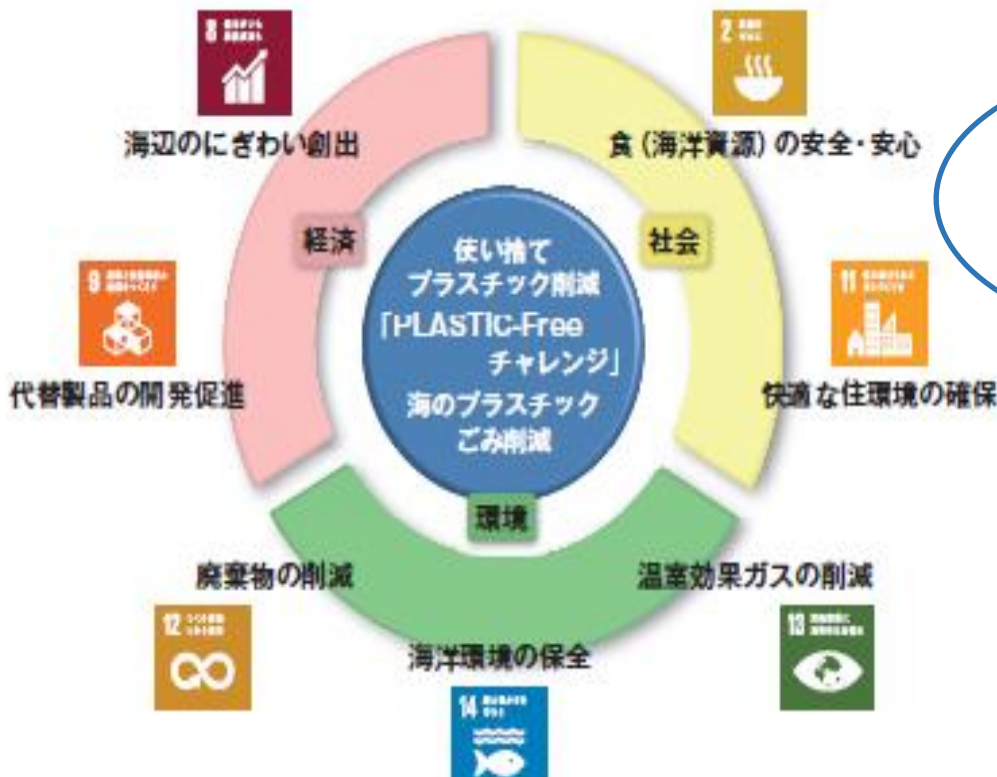 8
2
海辺のにぎわい創出
食(海洋資源)の安全・安心
経済
社会
使い捨て
プラスチック削減
「PLASTIC-Free
チャレンジ」
海のプラスチック
ごみ削減
9
11
代替製品の開発促進
快適な住環境の確保
環境
廃棄物の削減
温室効果ガスの削減
12
13
海洋環境の保全
14